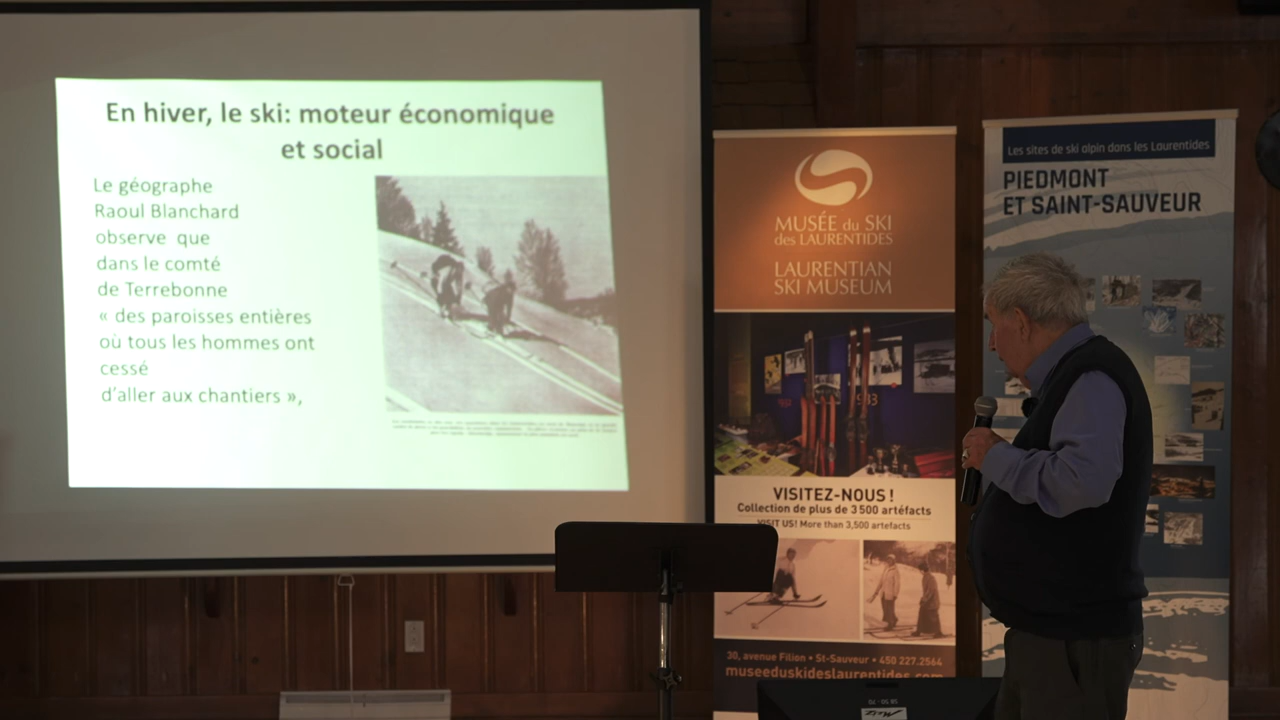 En hiver, le ski: moteur économique
et social
Le géographe
Raoul Blanchard
observe que
dans le comté
de Terrebonne
« des paroisses entières
où tous les hommes ont
cessé
d'aller aux chantiers »,
MUSÉE du SKI
des LAURENTIDES
LAURENTIAN
SKI MUSEUM
1933
VISITEZ-NOUS !
Collection de plus de 3 500 artéfacts
VISIT US! More than 3,500 artefacts
30, avenue Filion • St-Sauveur • 450 227.2564
museeduskideslaurentides.com
Les sites de ski alpin dans les Laurentides
PIEDMONT
ET SAINT-SAUVEUR